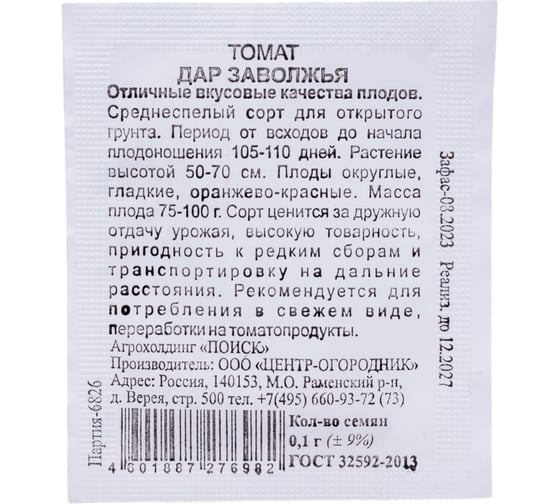 ТОМАТ
ДАР ЗАВОЛЖЬЯ
Отличные вкусовые качества плодов.
Среднеспелый сорт для открытого
грунта. Период от всходов до начала
плодоношения 105-110 дней. Растение
высотой 50-70 см. Плоды округлые,
гладкие, оранжево-красные. Масса
плода 75-100 г. Сорт ценится за дружную
отдачу урожая, высокую товарность,
пригодность к редким сборам и
транспортировку на дальние
расстояния. Рекомендуется для
потребления в свежем виде,
переработки на томатопродукты.
Агрохолдинг “ПОИСК”
Производитель: ООО «ЦЕНТР-ОГОРОДНИК»
Адрес: Россия, 140153, М.О. Раменский р-н,
д. Верея, стр. 500 тел. +7(495) 660-93-72 (73)
Кол-во семян
0,1 г (± 9%)
ГОСТ 32592-2013
4 601887 276982
Партия-6826
Зафас-08.2023 Реализ. до 12.2027